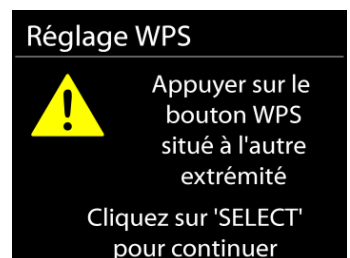 Réglage WPS
Appuyer sur le
bouton WPS
situé à l'autre
extrémité
Cliquez sur 'SELECT'
pour continuer